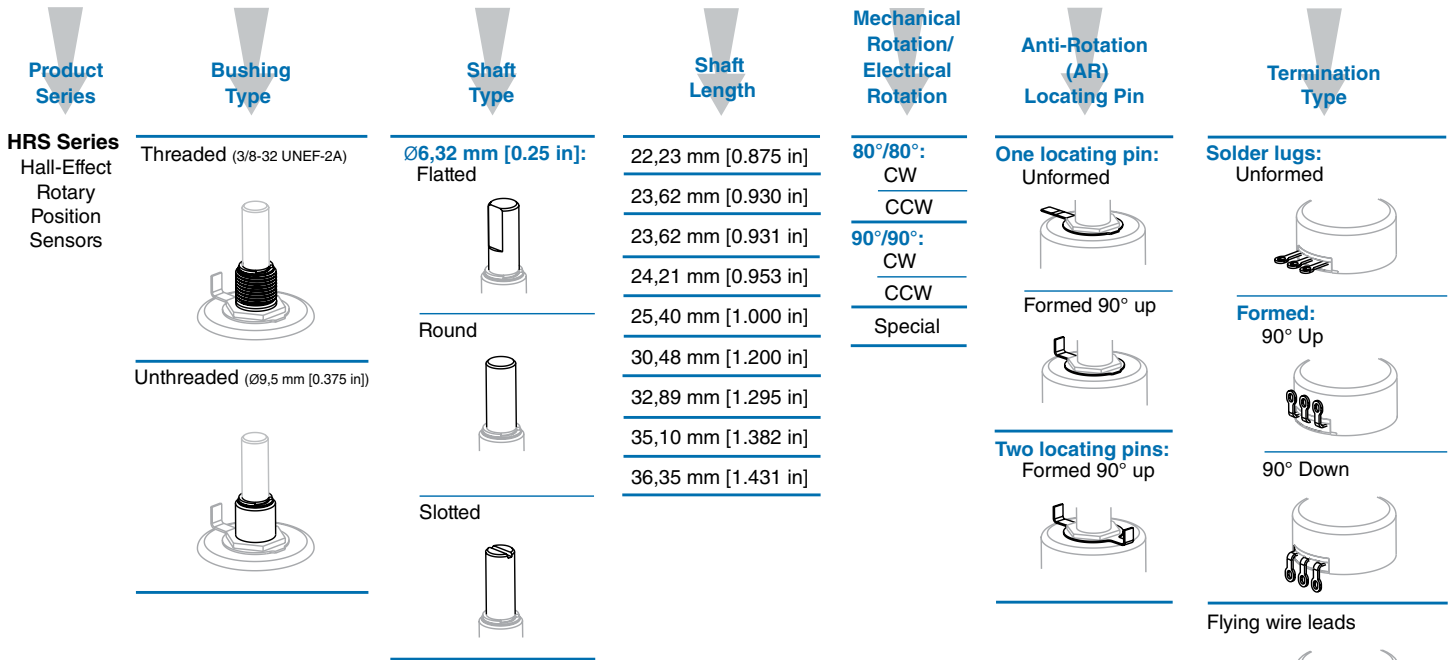 Product
Series
HRS Series
Hall-Effect
Rotary
Position
Sensors
Bushing
Type
Threaded (3/8-32 UNEF-2A)
Unthreaded (Ø9,5 mm [0.375 in])
Shaft
Type
Ø6,32 mm [0.25 in]:
Flatted
Round
Slotted
Shaft
Length
22,23 mm [0.875 in]
23,62 mm [0.930 in]
23,62 mm [0.931 in]
24,21 mm [0.953 in]
25,40 mm [1.000 in]
30,48 mm [1.200 in]
32,89 mm [1.295 in]
35,10 mm [1.382 in]
36,35 mm [1.431 in]
Mechanical
Rotation/
Electrical
Rotation
80°/80°:
CW
CCW
90°/90°:
CW
CCW
Special
Anti-Rotation
(AR)
Locating Pin
One locating pin:
Unformed
Formed 90° up
Two locating pins:
Formed 90° up
Termination
Type
Solder lugs:
Unformed
Formed:
90° Up
90° Down
Flying wire leads